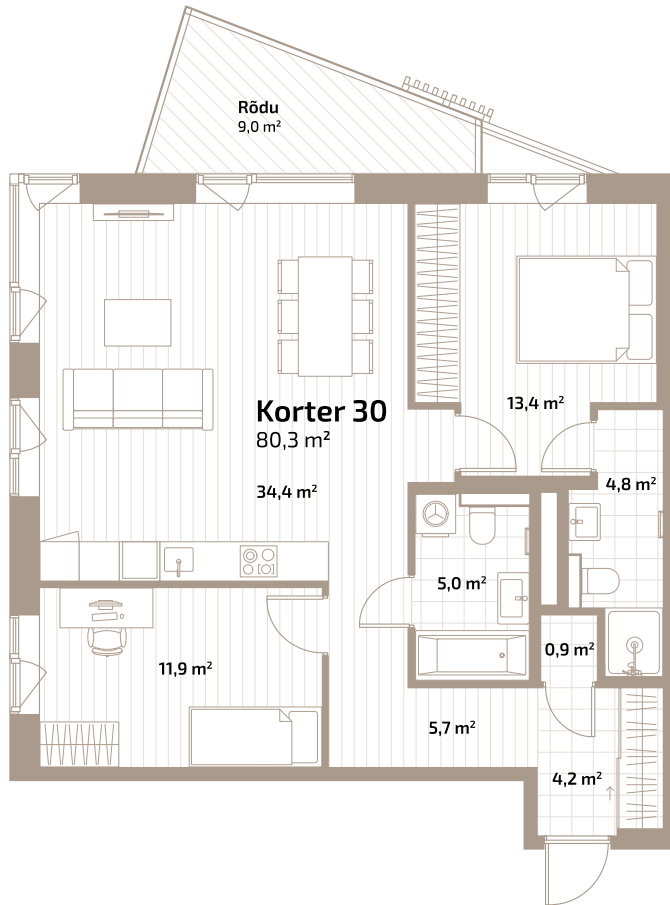 Rõdu
9,0 m²
13,4 m²
Korter 30
80,3 m²
34,4 m²
4,8 m²
5,0 m²
11,9 m²
0,9 m²
5,7 m²
4,2 m²